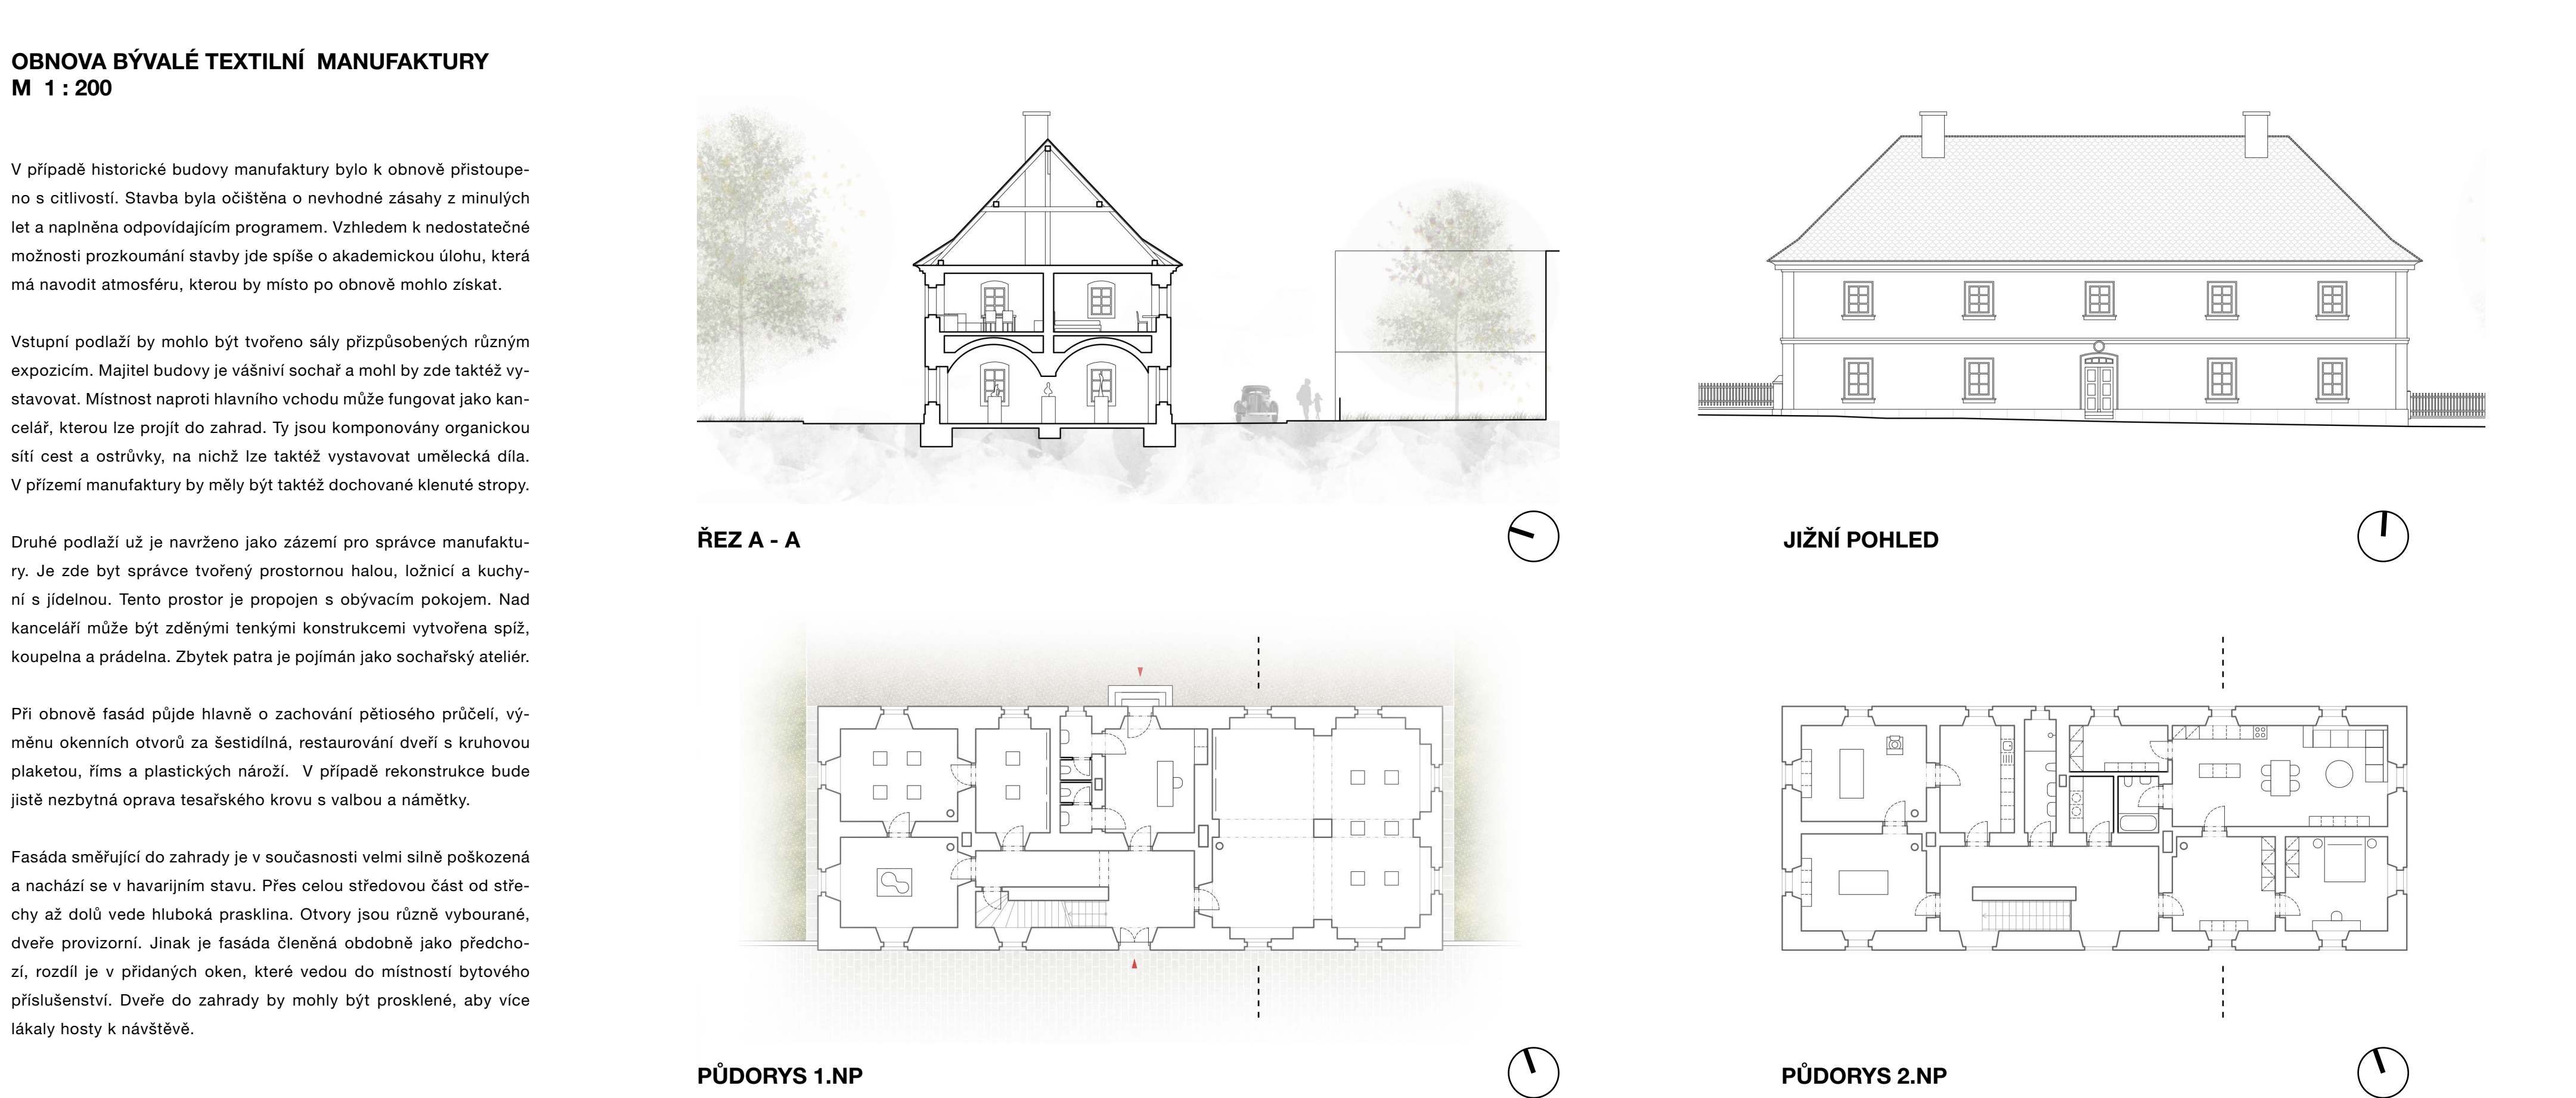 OBNOVA BÝVALÉ TEXTILNÍ MANUFAKTURY
M 1 : 200
V případě historické budovy manufaktury bylo k obnově přistoupe-
no s citlivostí. Stavba byla očištěna o nevhodné zásahy z minulých
let a naplněna odpovídajícím programem. Vzhledem k nedostatečné
možnosti prozkoumání stavby jde spíše o akademickou úlohu, která
má navodit atmosféru, kterou by místo po obnově mohlo získat.
Vstupní podlaží by mohlo být tvořeno sály přizpůsobených různým
expozicím. Majitel budovy je vášniví sochař a mohl by zde taktéž vy-
stavovat. Místnost naproti hlavního vchodu může fungovat jako kan-
celář, kterou lze projít do zahrad. Ty jsou komponovány organickou
sítí cest a ostrůvky, na nichž lze taktéž vystavovat umělecká díla.
V přízemí manufaktury by měly být taktéž dochované klenuté stropy.
Druhé podlaží už je navrženo jako zázemí pro správce manufaktu-
ry. Je zde byt správce tvořený prostornou halou, ložnicí a kuchy-
ní s jídelnou. Tento prostor je propojen s obývacím pokojem. Nad
kanceláří může být zděnými tenkými konstrukcemi vytvořena spíž,
koupelna a prádelna. Zbytek patra je pojímán jako sochařský ateliér.
Při obnově fasád půjde hlavně o zachování pětiosého průčelí, vý-
měnu okenních otvorů za šestidílná, restaurování dveří s kruhovou
plaketou, říms a plastických nároží. V případě rekonstrukce bude
jistě nezbytná oprava tesařského krovu s valbou a námětky.
Fasáda směřující do zahrady je v současnosti velmi silně poškozená
a nachází se v havarijním stavu. Přes celou středovou část od stře-
chy až dolů vede hluboká prasklina. Otvory jsou různě vybourané,
dveře provizorní. Jinak je fasáda členěná obdobně jako předcho-
zí, rozdíl je v přidaných oken, které vedou do místností bytového
příslušenství. Dveře do zahrady by mohly být prosklené, aby více
lákaly hosty k návštěvě.
ŘEZ A - A
JIŽNÍ POHLED
PŮDORYS 1.NP
PŮDORYS 2.NP